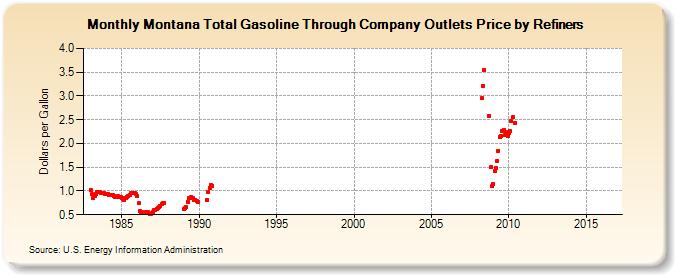 Monthly Montana Total Gasoline Through Company Outlets Price by Refiners
Dollars per Gallon
4.0
3.5
3.0
2.5
2.0
1.5
1.0
0.5
1985 1990 1995 2000 2005 2010 2015
Source: U.S. Energy Information Administration